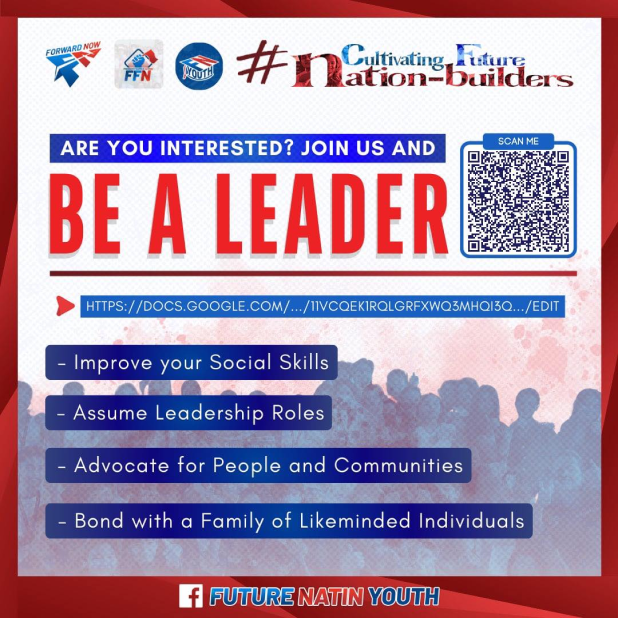 FORWARD NOW
FFN
YOUTH
#Cultivating Future
nation-builders
ARE YOU INTERESTED? JOIN US AND
SCAN ME
BE A LEADER
HTTPS://DOCS.GOOGLE.COM/.../11VCQEK1RQLGRFXWQ3MHQI3Q.../EDIT
- Improve your Social Skills
- Assume Leadership Roles
- Advocate for People and Communities
- Bond with a Family of Likeminded Individuals
f FUTURE NATIN YOUTH